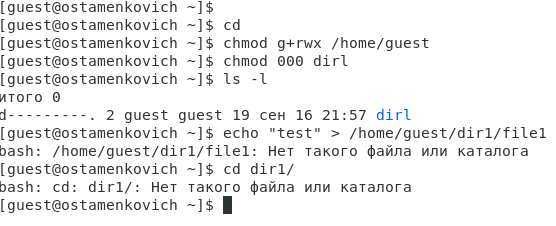 [guest@ostamenkovich ~]$
[guest@ostamenkovich ~]$ cd
[guest@ostamenkovich ~]$ chmod g+rwx /home/guest
[guest@ostamenkovich ~]$ chmod 000 dirl
[guest@ostamenkovich ~]$ ls -l
итого 0
d---------. 2 guest guest 19 сен 16 21:57 dirl
[guest@ostamenkovich ~]$ echo "test" > /home/guest/dir1/file1
bash: /home/guest/dir1/file1: Нет такого файла или каталога
[guest@ostamenkovich ~]$ cd dir1/
bash: cd: dir1/: Нет такого файла или каталога
[guest@ostamenkovich ~]$